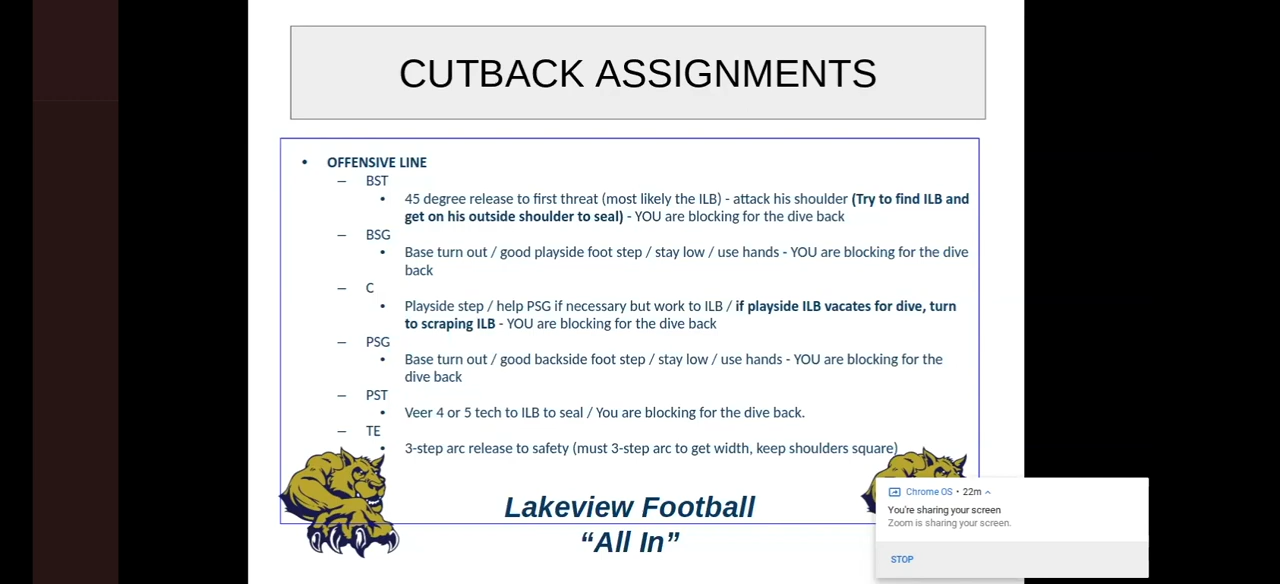 CUTBACK ASSIGNMENTS
• OFFENSIVE LINE
– BST
• 45 degree release to first threat (most likely the ILB) - attack his shoulder (Try to find ILB and
get on his outside shoulder to seal) - YOU are blocking for the dive back
– BSG
• Base turn out / good playside foot step / stay low / use hands - YOU are blocking for the dive
back
– C
• Playside step / help PSG if necessary but work to ILB / if playside ILB vacates for dive, turn
to scraping ILB - YOU are blocking for the dive back
– PSG
• Base turn out / good backside foot step / stay low / use hands - YOU are blocking for the
dive back
– PST
• Veer 4 or 5 tech to ILB to seal / You are blocking for the dive back.
– TE
• 3-step arc release to safety (must 3-step arc to get width, keep shoulders square)
Lakeview Football
“All In”
Chrome OS • 22m
You're sharing your screen
Zoom is sharing your screen.
STOP